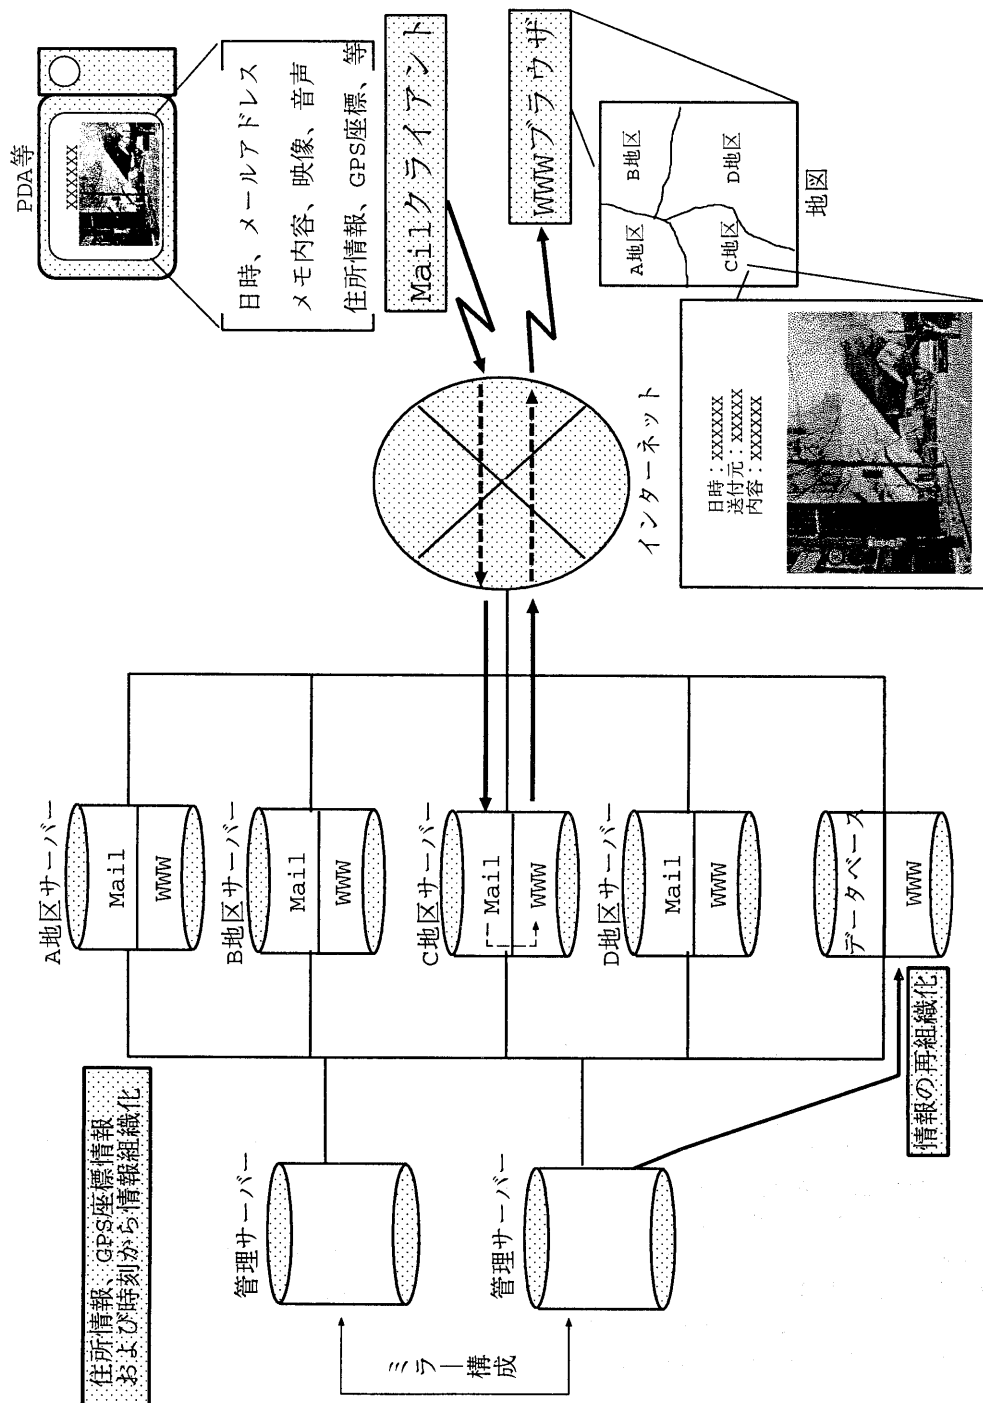 住所情報、GPS座標情報
および時刻から情報組織化
ミラー構成
管理サーバー
管理サーバー
情報の再組織化
A地区サーバー
Mail
WWW
B地区サーバー
Mail
WWW
C地区サーバー
Mail
WWW
D地区サーバー
Mail
WWW
データベース
WWW
インターネット
PDA等
XXXXXX
日時、メールアドレス
メモ内容、映像、音声
住所情報、GPS座標、等
Mailクライアント
WWWブラウザ
A地区
B地区
C地区
D地区
地図
日時：XXXXXX
送付元：XXXXX
内容：XXXXXX